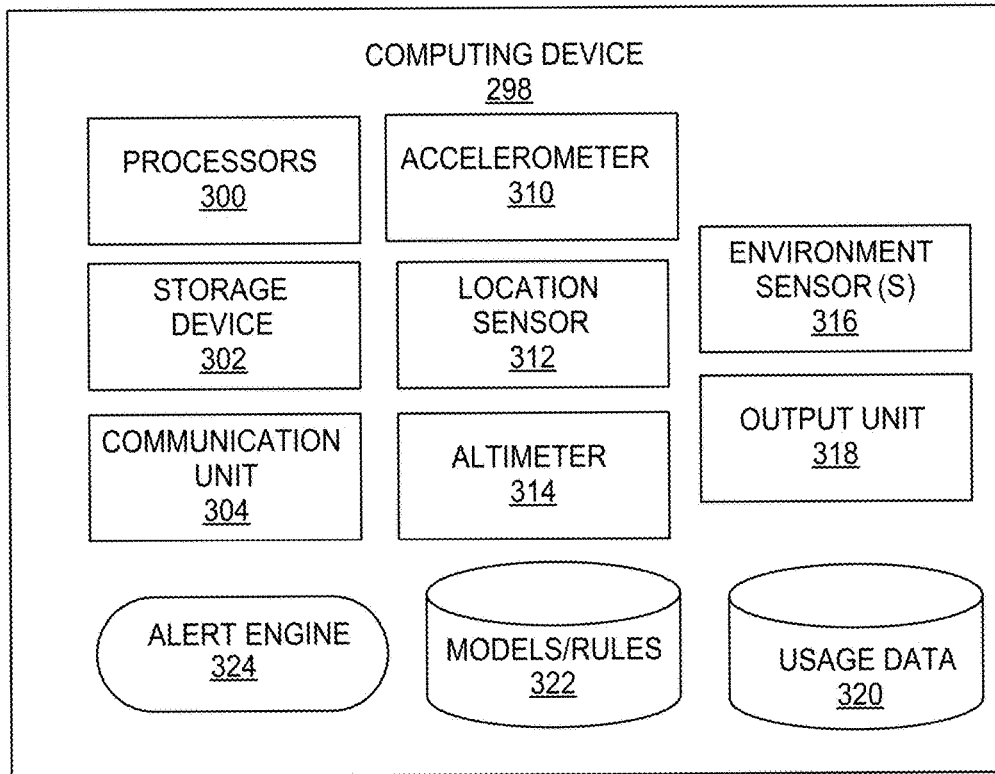 COMPUTING DEVICE
298
PROCESSORS
300
ACCELEROMETER
310
STORAGE
DEVICE
302
LOCATION
SENSOR
312
ENVIRONMENT
SENSOR(S)
316
COMMUNICATION
UNIT
304
ALTIMETER
314
OUTPUT UNIT
318
ALERT ENGINE
324
MODELS/RULES
322
USAGE DATA
320